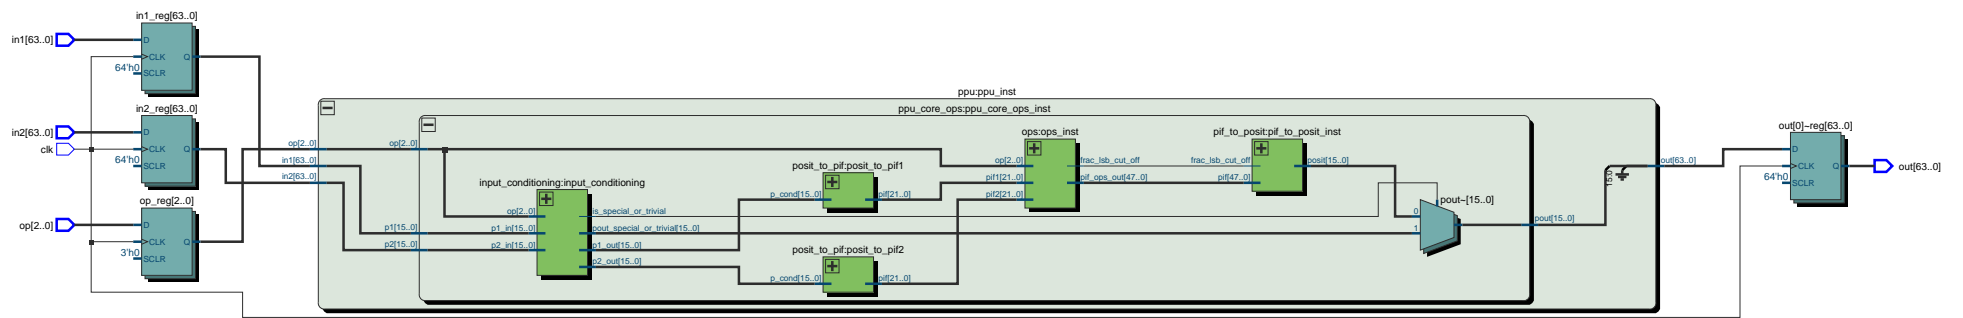 in1_reg[63..0]
in1[63..0]
D
CLK
Q
64'h0
SCLR
in2_reg[63..0]
in2[63..0]
D
clk
CLK
Q
64'h0
SCLR
op_reg[2..0]
op[2..0]
D
CLK
Q
3'h0
SCLR
ppu:ppu_inst
op[2..0]
in1[63..0]
in2[63..0]
ppu_core_ops:ppu_core_ops_inst
op[2..0]
p1[15..0]
p2[15..0]
input_conditioning:input_conditioning
op[2..0]
p1_in[15..0]
p2_in[15..0]
is_special_or_trivial
pout_special_or_trivial[15..0]
p1_out[15..0]
p2_out[15..0]
posit_to_pif:posit_to_pif1
p_cond[15..0]
pif[21..0]
posit_to_pif:posit_to_pif2
p_cond[15..0]
pif[21..0]
ops:ops_inst
op[2..0]
pif1[21..0]
pif2[21..0]
frac_lsb_cut_off
pif_ops_out[47..0]
pif_to_posit:pif_to_posit_inst
frac_lsb_cut_off
pif[47..0]
posit[15..0]
pout~[15..0]
0
1
pout[15..0]
15:0
out[63..0]
out[0]~reg[63..0]
D
CLK
Q
64'h0
SCLR
out[63..0]